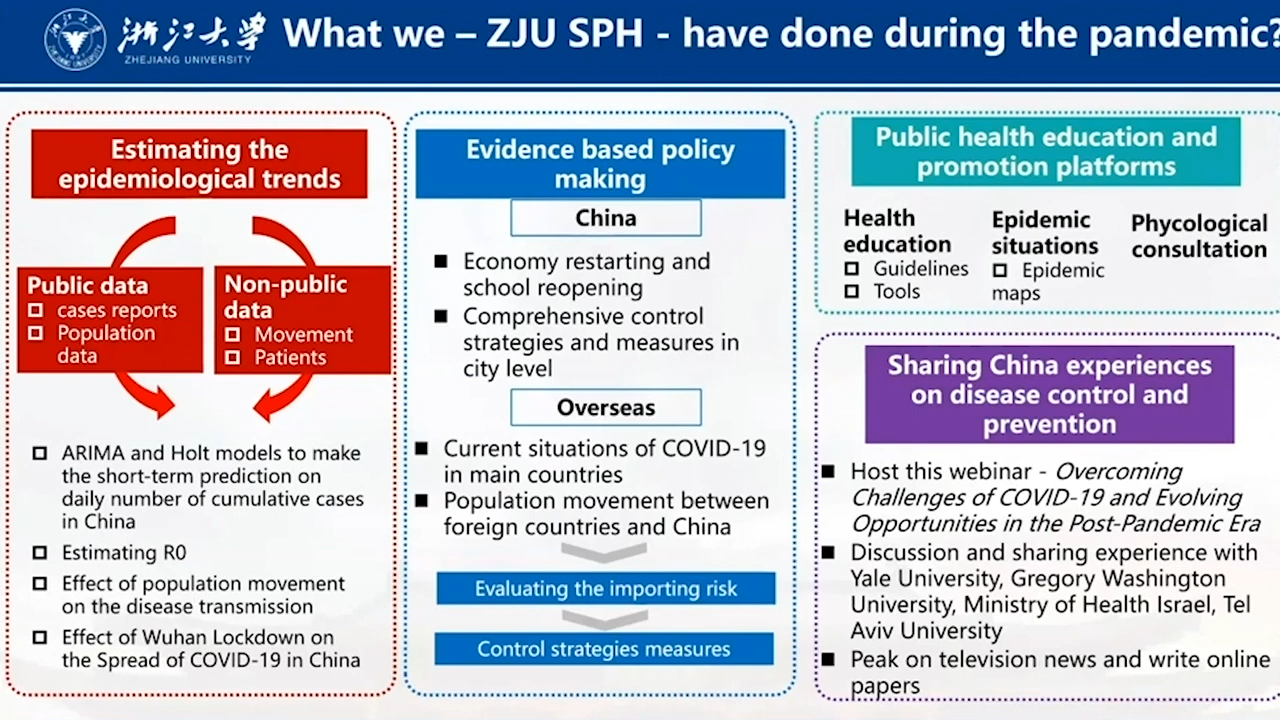 浙江大学
ZHEJIANG UNIVERSITY
What we – ZJU SPH - have done during the pandemic?
Estimating the
epidemiological trends
Public data
cases reports
Population
data
Non-public
data
Movement
Patients
ARIMA and Holt models to make
the short-term prediction on
daily number of cumulative cases
in China
Estimating R0
Effect of population movement
on the disease transmission
Effect of Wuhan Lockdown on
the Spread of COVID-19 in China
Evidence based policy
making
China
Economy restarting and
school reopening
Comprehensive control
strategies and measures in
city level
Overseas
Current situations of COVID-19
in main countries
Population movement between
foreign countries and China
Evaluating the importing risk
Control strategies measures
Public health education and
promotion platforms
Health
education
Guidelines
Tools
Epidemic
situations
Epidemic
maps
Phycological
consultation
Sharing China experiences
on disease control and
prevention
Host this webinar - Overcoming
Challenges of COVID-19 and Evolving
Opportunities in the Post-Pandemic Era
Discussion and sharing experience with
Yale University, Gregory Washington
University, Ministry of Health Israel, Tel
Aviv University
Peak on television news and write online
papers